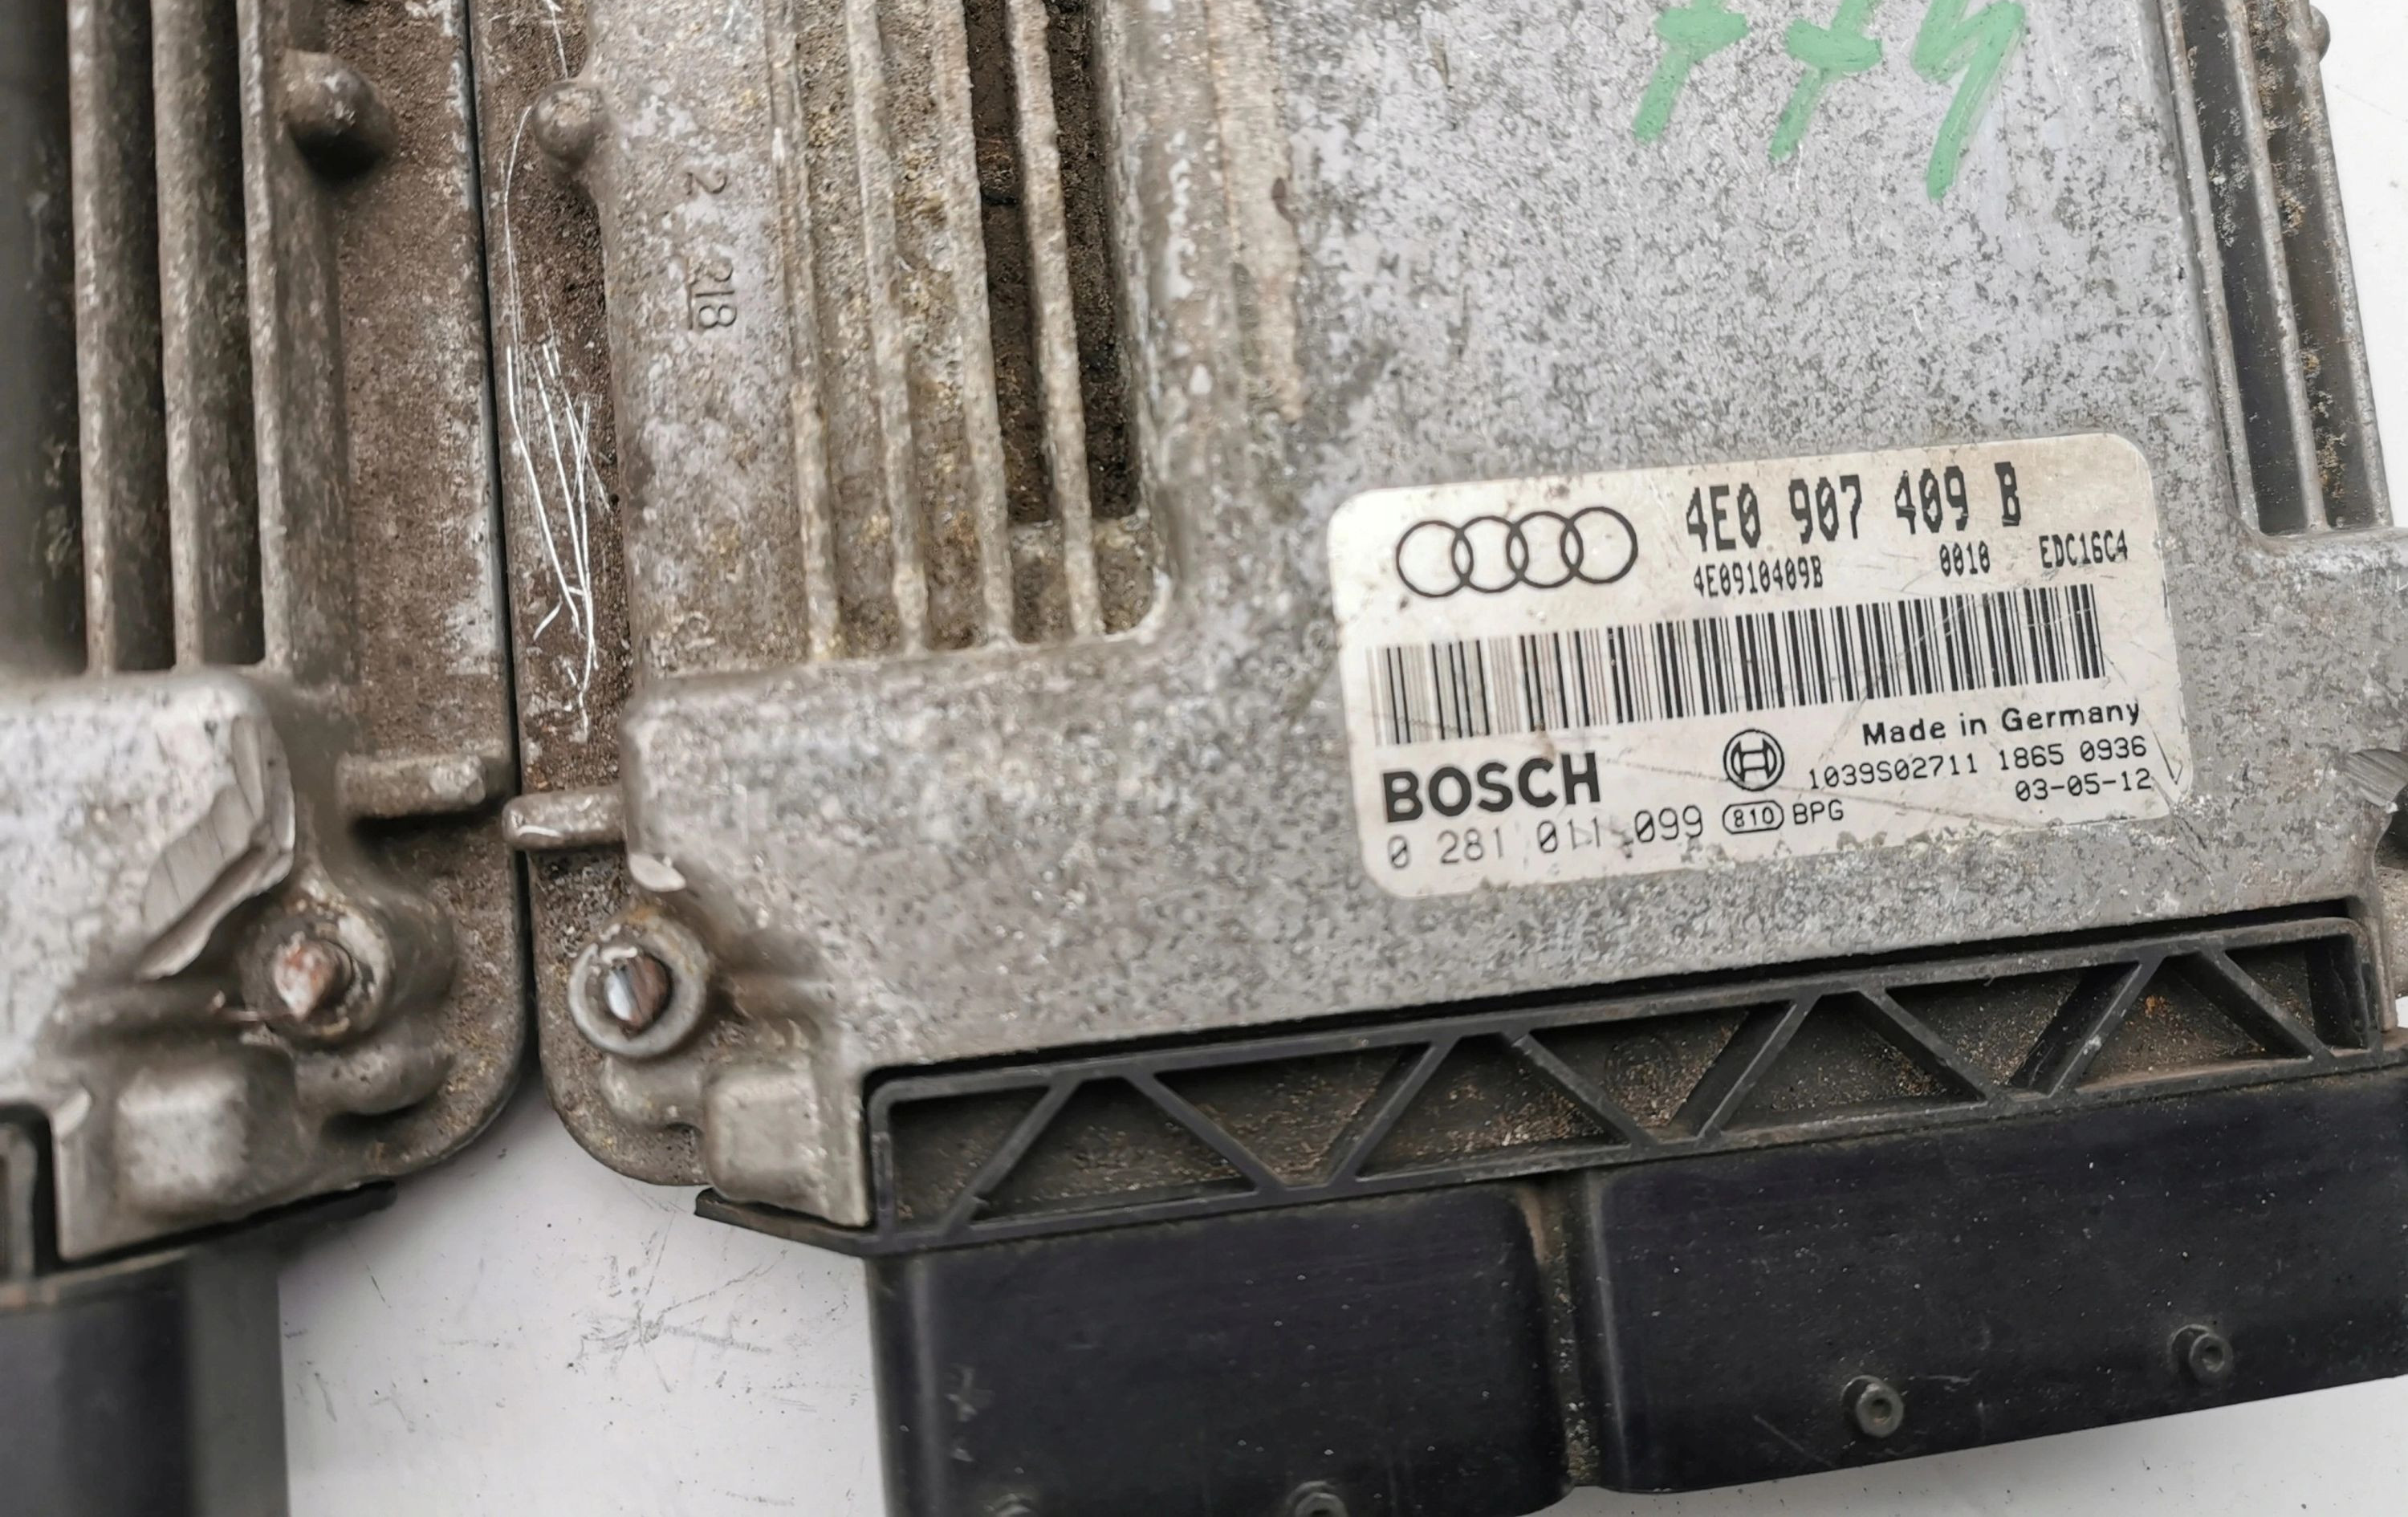 2 218
4E0 907 409 B
4E0910409B 0010 EDC16C4
Made in Germany
BOSCH 1039S02711 1865 0936
03-05-12
0 281 011 099 810 BPG